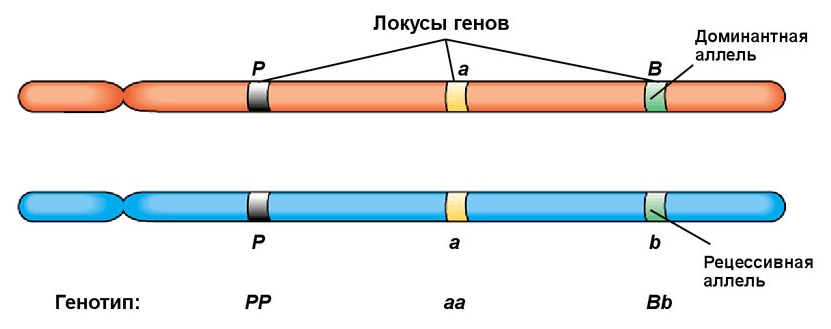 Локусы генов
Доминантная
аллель
P a B
P a b
Рецессивная
аллель
Генотип: PP aa Bb